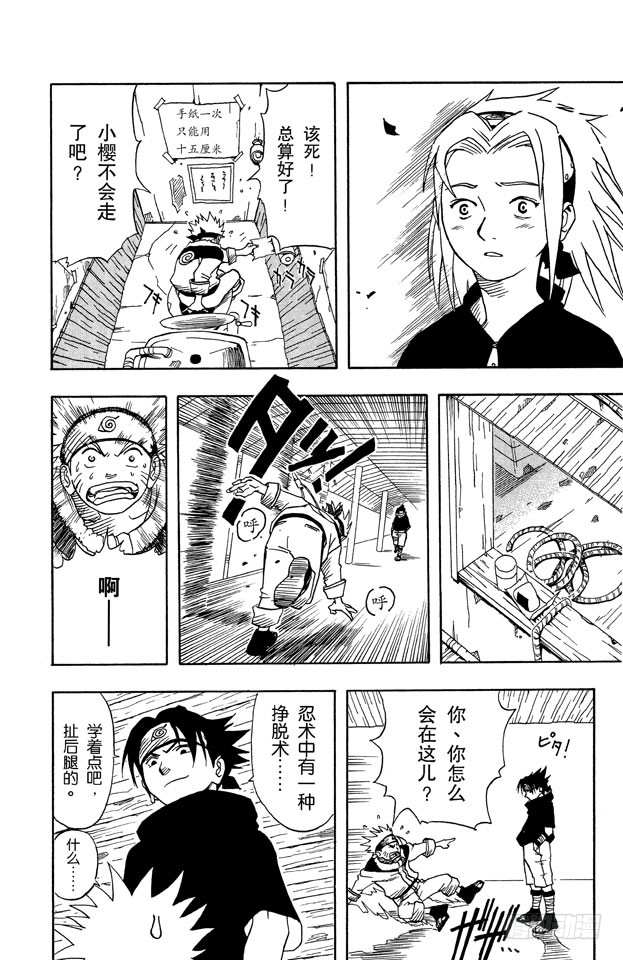 该死！
总算好了！
手纸一次
只能用
十五厘米
小樱不会走
了吧？
ダッ！
呼
呼
啊
——
你、你怎么
会在这儿？
ピタ！
忍术中有一种
挣脱术……
学着点吧，
扯后腿的。
什么……